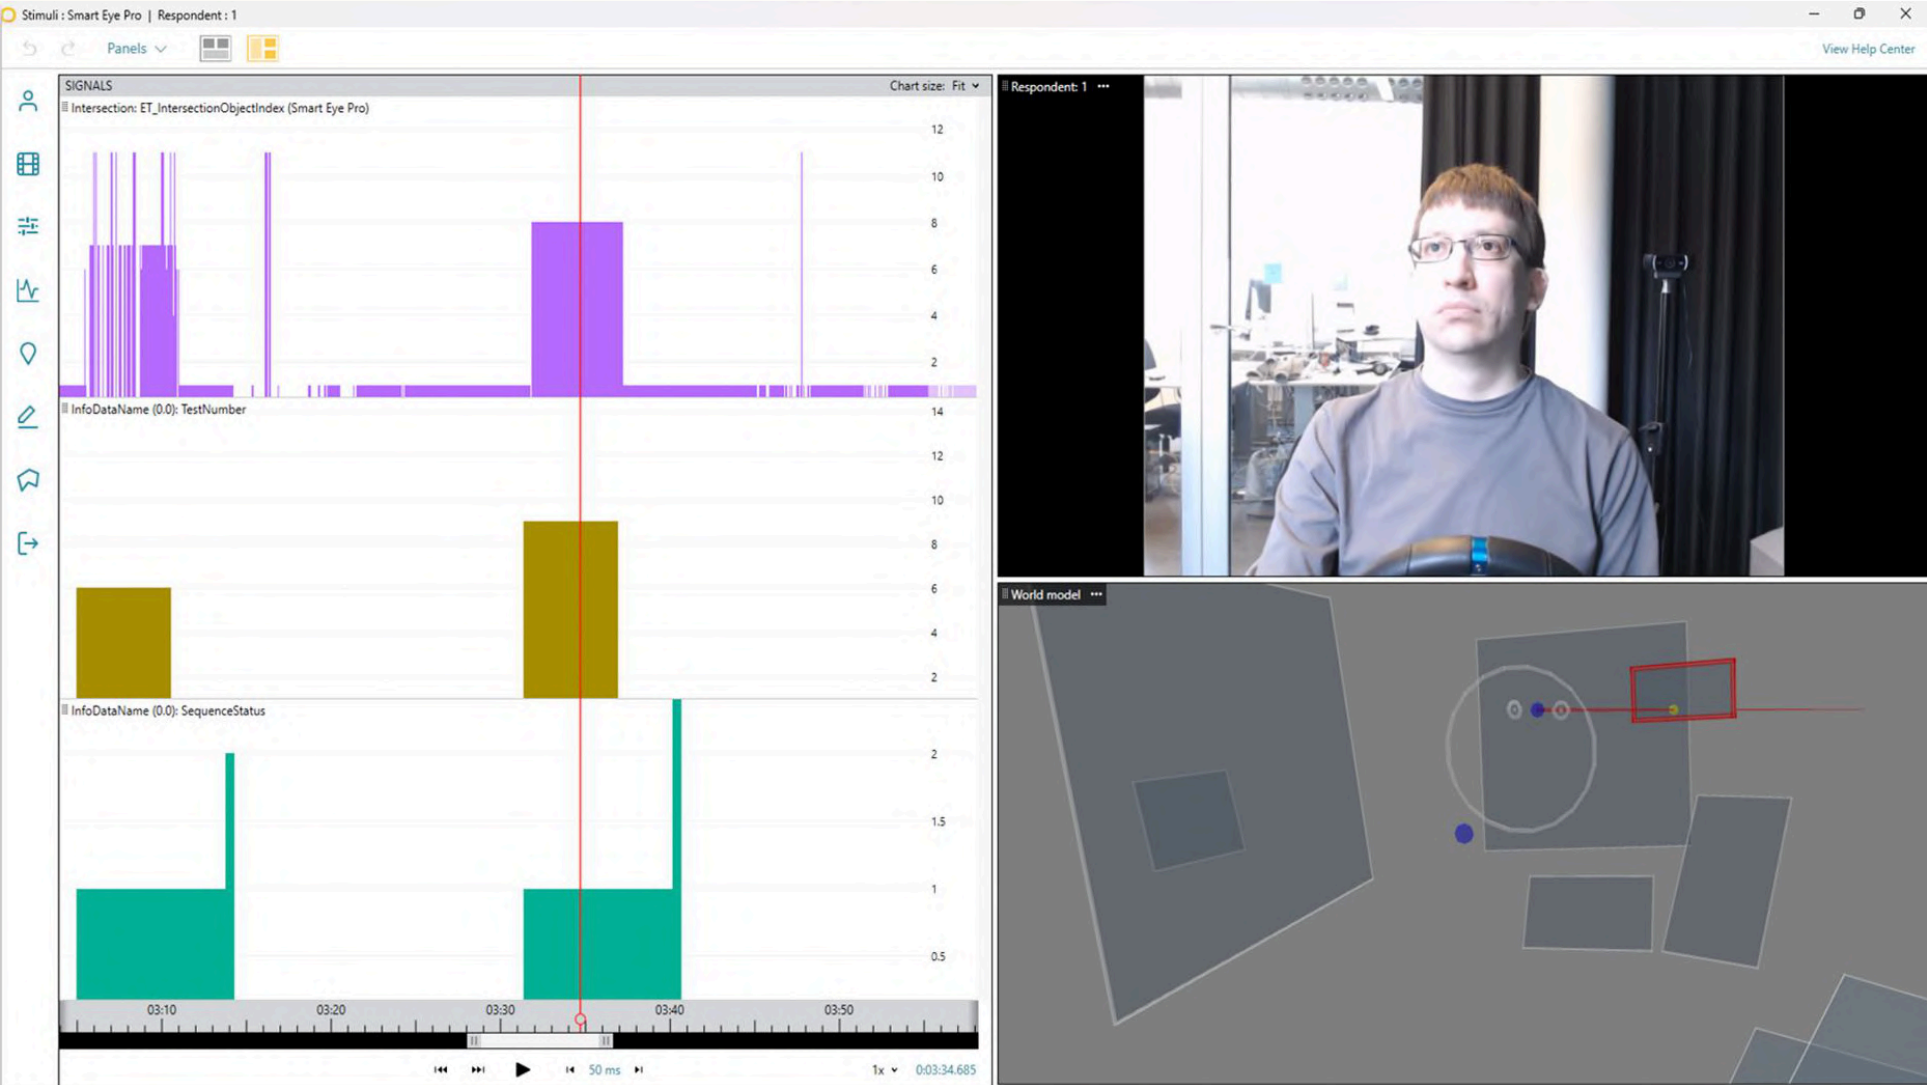 Stimuli : Smart Eye Pro | Respondent : 1
Panels
View Help Center
SIGNALS
Chart size: Fit
Intersection: ET_IntersectionObjectIndex (Smart Eye Pro)
12
10
8
6
4
2
InfoDataName (0.0): TestNumber
14
12
10
8
6
4
2
InfoDataName (0.0): SequenceStatus
2
1.5
1
0.5
03:10
03:20
03:30
03:40
03:50
50 ms
1x
0:03:34.685
Respondent: 1
World model